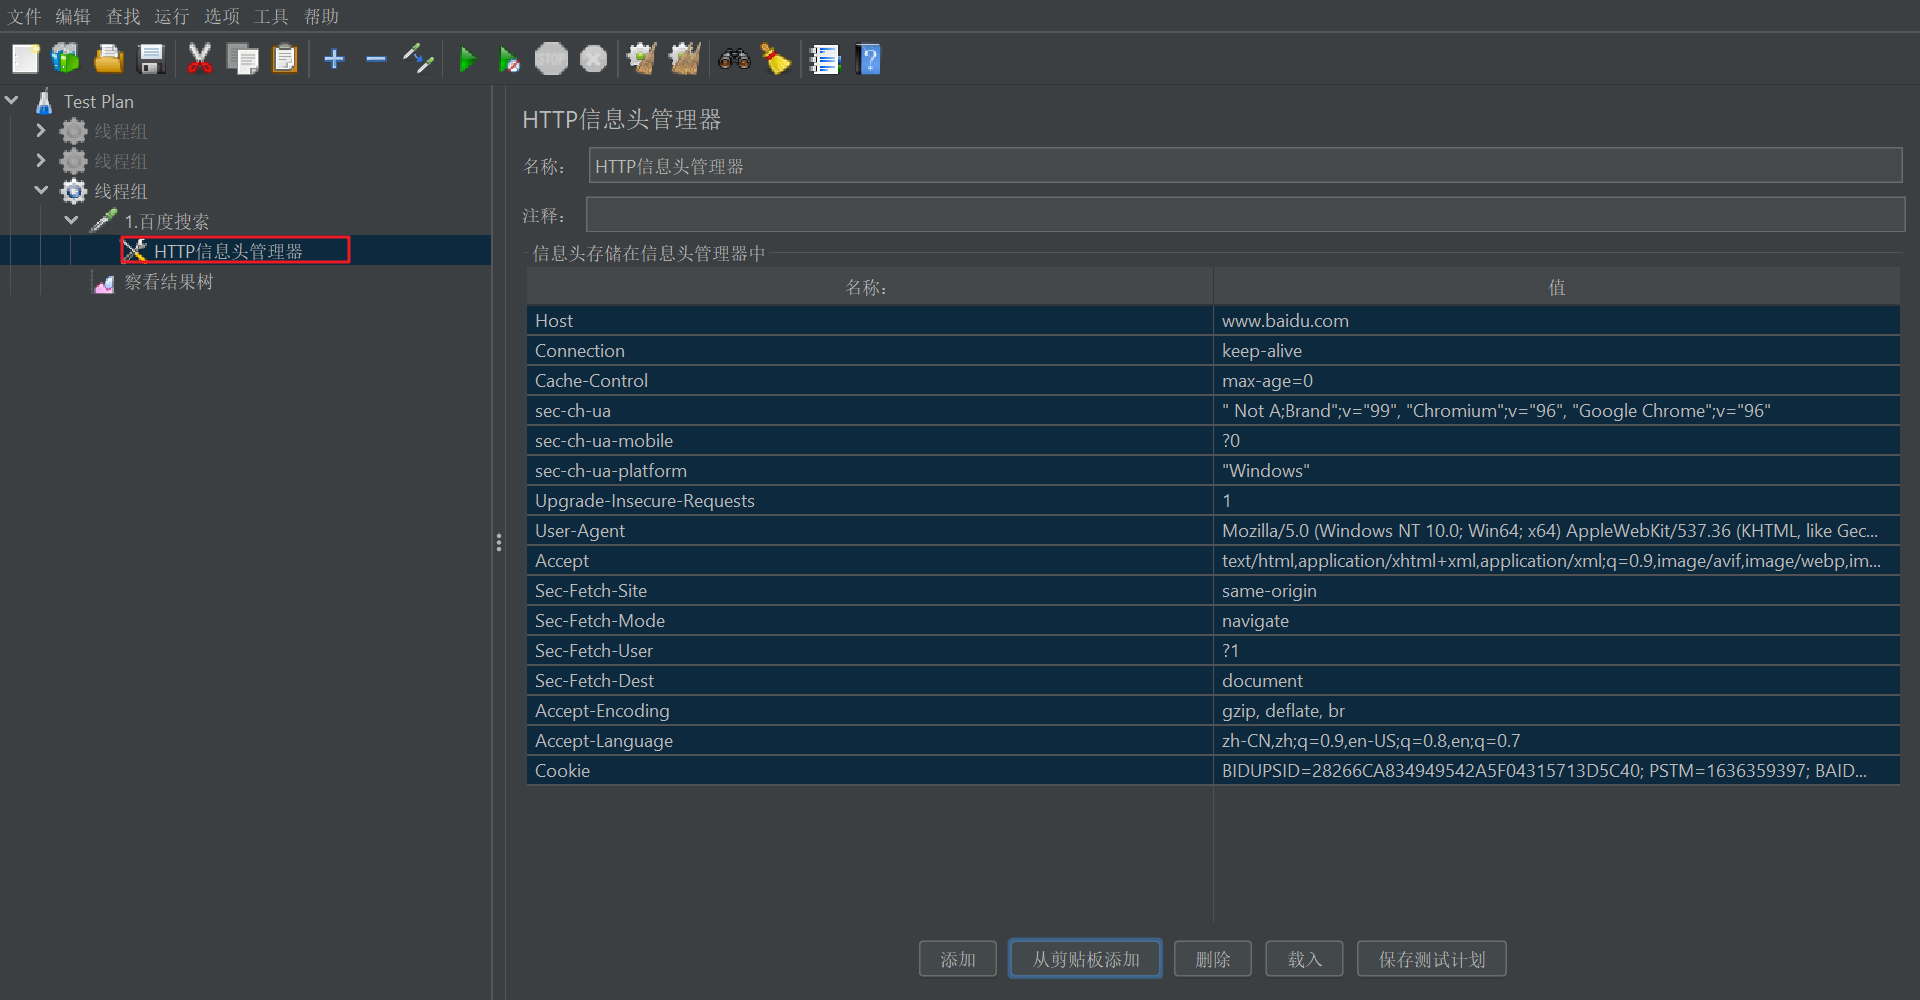 文件 编辑 查找 运行 选项 工具 帮助
STOP
Test Plan
线程组
线程组
线程组
1.百度搜索
HTTP信息头管理器
察看结果树
HTTP信息头管理器
名称： HTTP信息头管理器
注释：
信息头存储在信息头管理器中
名称： 值
Host www.baidu.com
Connection keep-alive
Cache-Control max-age=0
sec-ch-ua " Not A;Brand";v="99", "Chromium";v="96", "Google Chrome";v="96"
sec-ch-ua-mobile ?0
sec-ch-ua-platform "Windows"
Upgrade-Insecure-Requests 1
User-Agent Mozilla/5.0 (Windows NT 10.0; Win64; x64) AppleWebKit/537.36 (KHTML, like Gec...
Accept text/html,application/xhtml+xml,application/xml;q=0.9,image/avif,image/webp,im...
Sec-Fetch-Site same-origin
Sec-Fetch-Mode navigate
Sec-Fetch-User ?1
Sec-Fetch-Dest document
Accept-Encoding gzip, deflate, br
Accept-Language zh-CN,zh;q=0.9,en-US;q=0.8,en;q=0.7
Cookie BIDUPSID=28266CA834949542A5F04315713D5C40; PSTM=1636359397; BAID...
添加 从剪贴板添加 删除 载入 保存测试计划